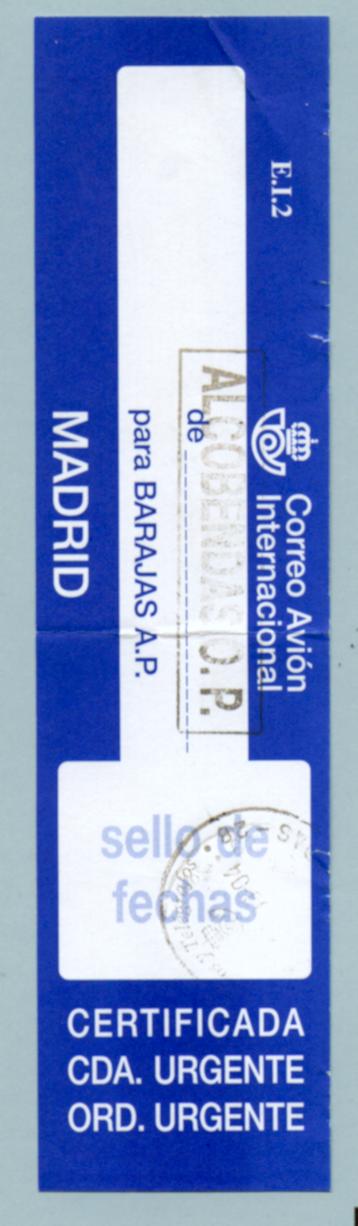 E.I.2
Correo Avión
Internacional
ALCOBENDAS O.P.
de
para BARAJAS A.P.
MADRID
sello de
fechas
CERTIFICADA
CDA. URGENTE
ORD. URGENTE